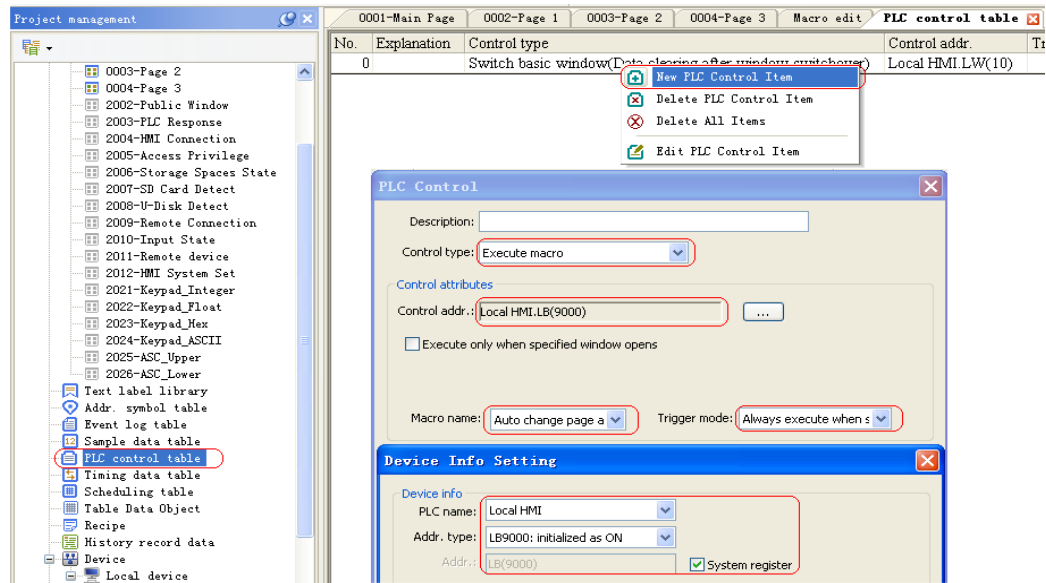 Project management
0003-Page 2
0004-Page 3
2002-Public Window
2003-PLC Response
2004-HMI Connection
2005-Access Privilege
2006-Storage Spaces State
2007-SD Card Detect
2008-U-Disk Detect
2009-Remote Connection
2010-Input State
2011-Remote device
2012-HMI System Set
2021-Keypad_Integer
2022-Keypad_Float
2023-Keypad_Hex
2024-Keypad_ASCII
2025-ASC_Upper
2026-ASC_Lower
Text label library
Addr. symbol table
Event log table
Sample data table
PLC control table
Timing data table
Scheduling table
Table Data Object
Recipe
History record data
Device
Local device
0001-Main Page 0002-Page 1 0003-Page 2 0004-Page 3 Macro edit PLC control table
No. Explanation Control type Control addr. Tr
0 Switch basic window(Data clearing after window switchover) Local HMI.LW(10)
New PLC Control Item
Delete PLC Control Item
Delete All Items
Edit PLC Control Item
PLC Control
Description:
Control type: Execute macro
Control attributes
Control addr.: Local HMI.LB(9000) ...
Execute only when specified window opens
Macro name: Auto change page a Trigger mode: Always execute when s
Device Info Setting
Device info
PLC name: Local HMI
Addr. type: LB9000: initialized as ON
Addr.: LB(9000) System register